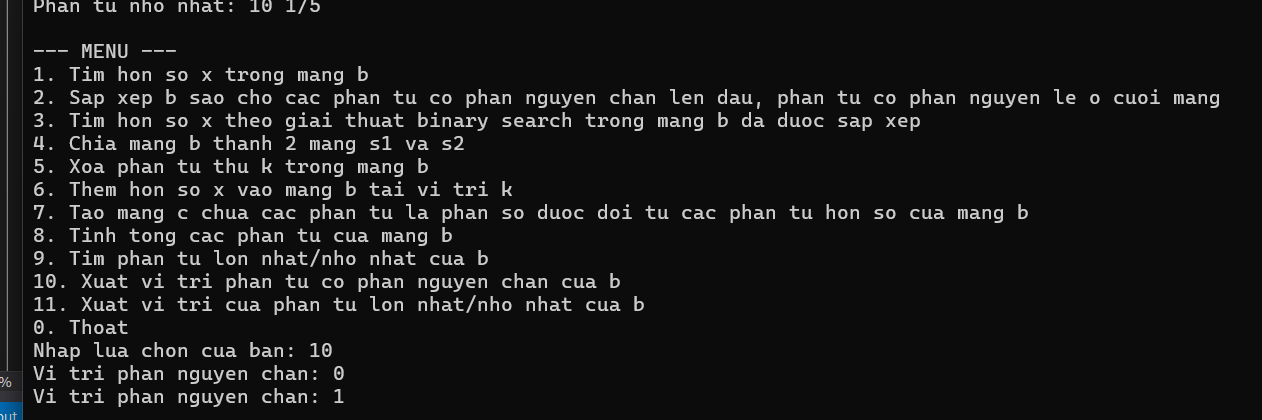 Phan tu nho nhat: 10 1/5
--- MENU ---
1. Tim hon so x trong mang b
2. Sap xep b sao cho cac phan tu co phan nguyen chan len dau, phan tu co phan nguyen le o cuoi mang
3. Tim hon so x theo giai thuat binary search trong mang b da duoc sap xep
4. Chia mang b thanh 2 mang s1 va s2
5. Xoa phan tu thu k trong mang b
6. Them hon so x vao mang b tai vi tri k
7. Tao mang c chua cac phan tu la phan so duoc doi tu cac phan tu hon so cua mang b
8. Tinh tong cac phan tu cua mang b
9. Tim phan tu lon nhat/nho nhat cua b
10. Xuat vi tri phan tu co phan nguyen chan cua b
11. Xuat vi tri cua phan tu lon nhat/nho nhat cua b
0. Thoat
Nhap lua chon cua ban: 10
Vi tri phan nguyen chan: 0
%
Vi tri phan nguyen chan: 1